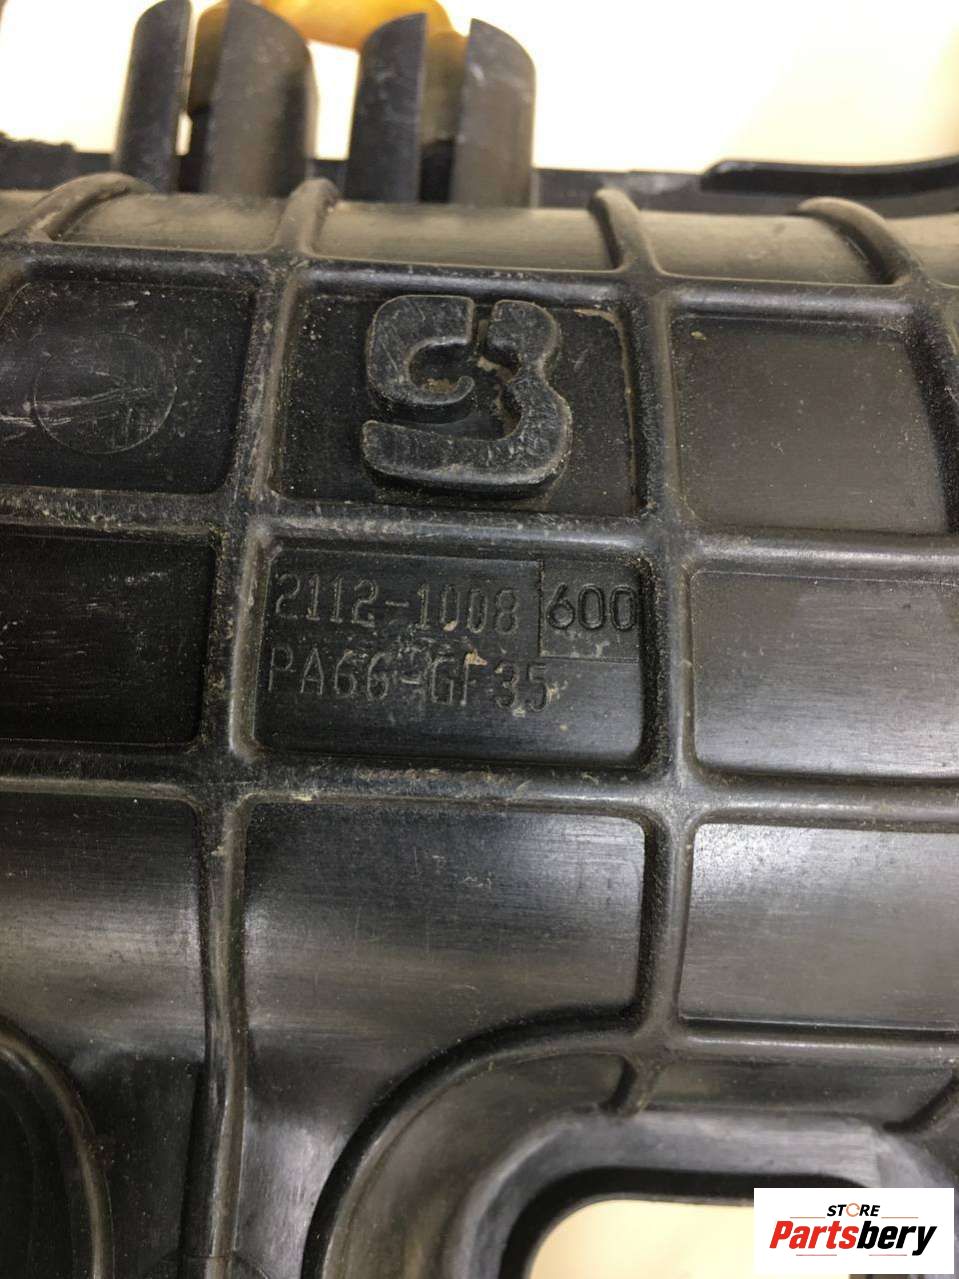 2112-1008 600
PA66-GF35
STORE
Partsbery